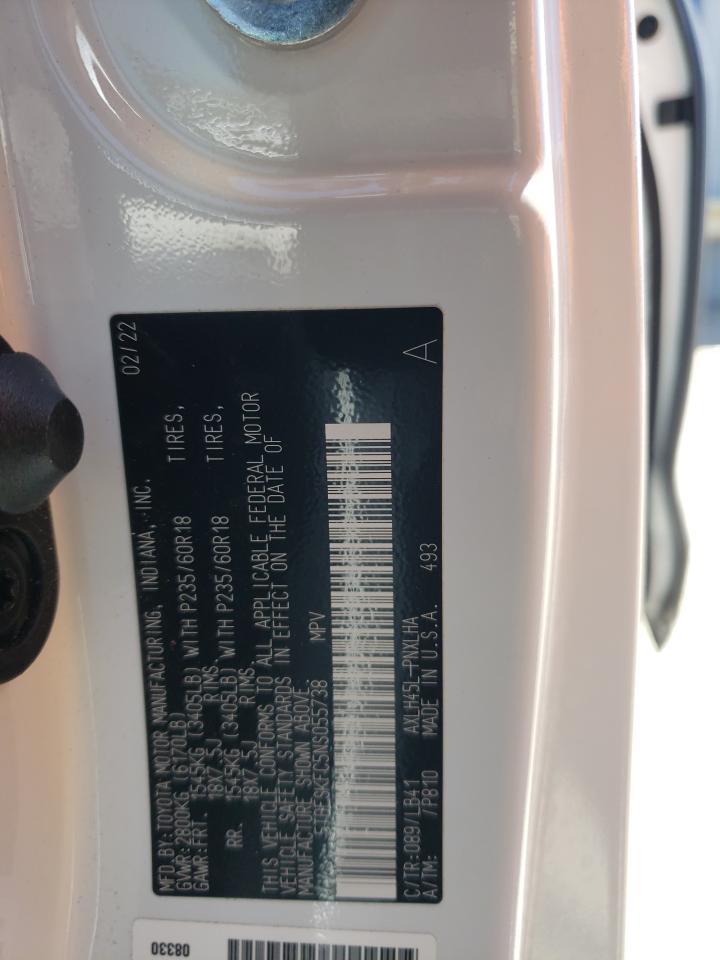 MFD.BY:TOYOTA MOTOR MANUFACTURING, INDIANA, INC. 02/22
GVWR:2800KG (6170LB)
GAWR:FRT. 1545KG (3405LB) WITH P235/60R18 TIRES,
18X7.5J RIMS.
RR. 1545KG (3405LB) WITH P235/60R18 TIRES,
18X7.5J RIMS.
THIS VEHICLE CONFORMS TO ALL APPLICABLE FEDERAL MOTOR
VEHICLE SAFETY STANDARDS IN EFFECT ON THE DATE OF
MANUFACTURE SHOWN ABOVE.
MPV
C/TR:089/LB41 AXLH45L-PNXLHA A
A/TM: /P810 MADE IN U.S.A. 493
08330